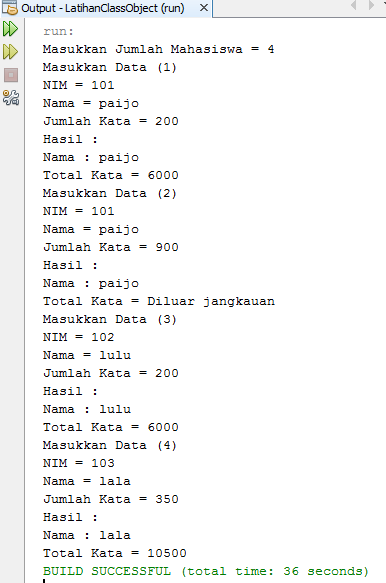 Output - LatihanClassObject (run)
run:
Masukkan Jumlah Mahasiswa = 4
Masukkan Data (1)
NIM = 101
Nama = paijo
Jumlah Kata = 200
Hasil :
Nama : paijo
Total Kata = 6000
Masukkan Data (2)
NIM = 101
Nama = paijo
Jumlah Kata = 900
Hasil :
Nama : paijo
Total Kata = Diluar jangkauan
Masukkan Data (3)
NIM = 102
Nama = lulu
Jumlah Kata = 200
Hasil :
Nama : lulu
Total Kata = 6000
Masukkan Data (4)
NIM = 103
Nama = lala
Jumlah Kata = 350
Hasil :
Nama : lala
Total Kata = 10500
BUILD SUCCESSFUL (total time: 36 seconds)